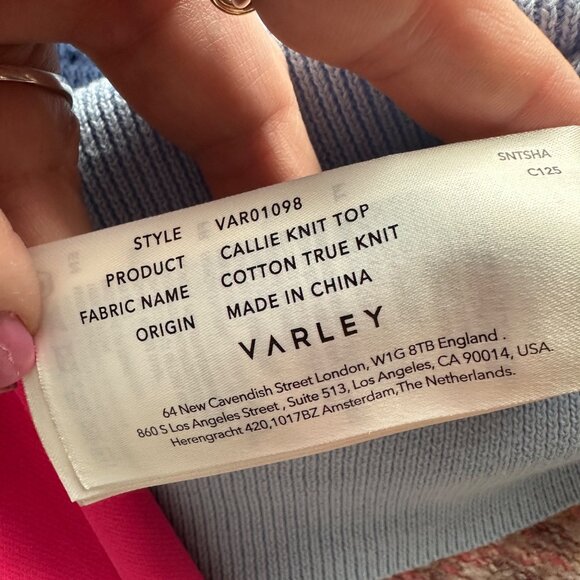 SNTSHA
C125
STYLE VAR01098
PRODUCT CALLIE KNIT TOP
FABRIC NAME COTTON TRUE KNIT
ORIGIN MADE IN CHINA
VARLEY
64 New Cavendish Street London, W1G 8TB England .
860 S Los Angeles Street , Suite 513, Los Angeles, CA 90014, USA
Herengracht 420,1017BZ Amsterdam,The Netherlands.